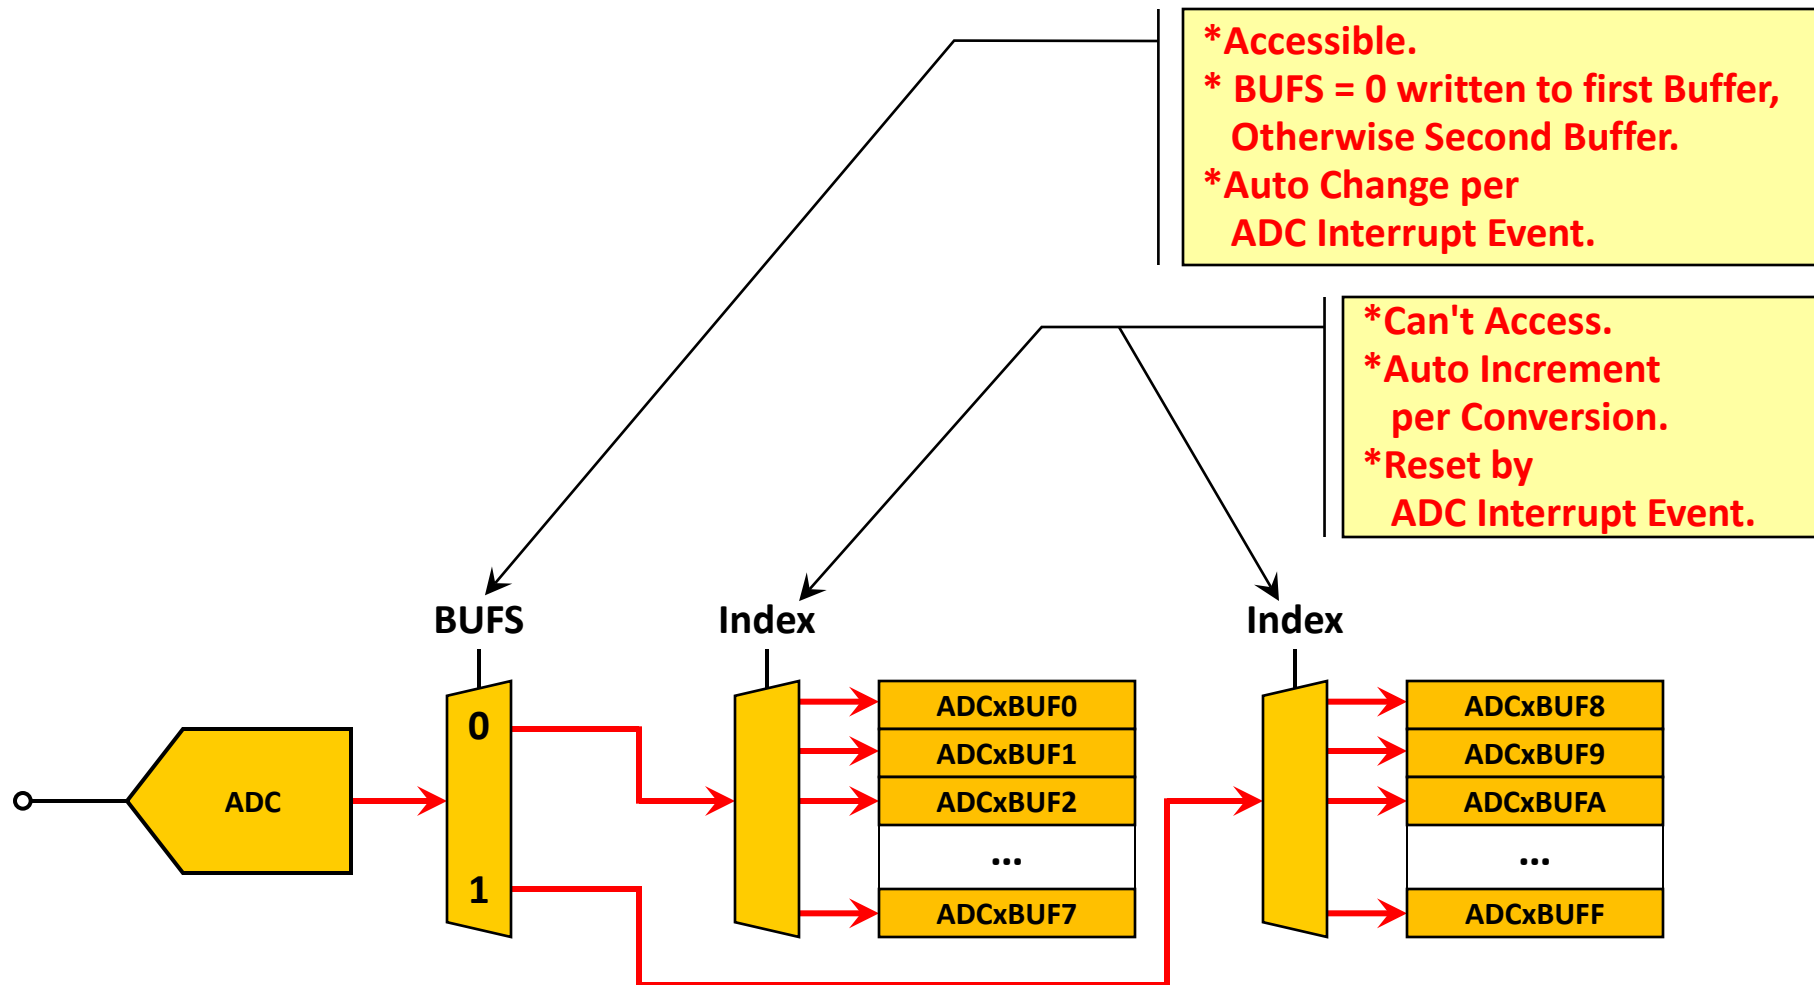 *Accessible.
* BUFS = 0 written to first Buffer,
Otherwise Second Buffer.
*Auto Change per
ADC Interrupt Event.
*Can't Access.
*Auto Increment
per Conversion.
*Reset by
ADC Interrupt Event.
BUFS
Index
Index
ADC
0
1
ADCxBUF0
ADCxBUF1
ADCxBUF2
...
ADCxBUF7
ADCxBUF8
ADCxBUF9
ADCxBUFA
...
ADCxBUFF